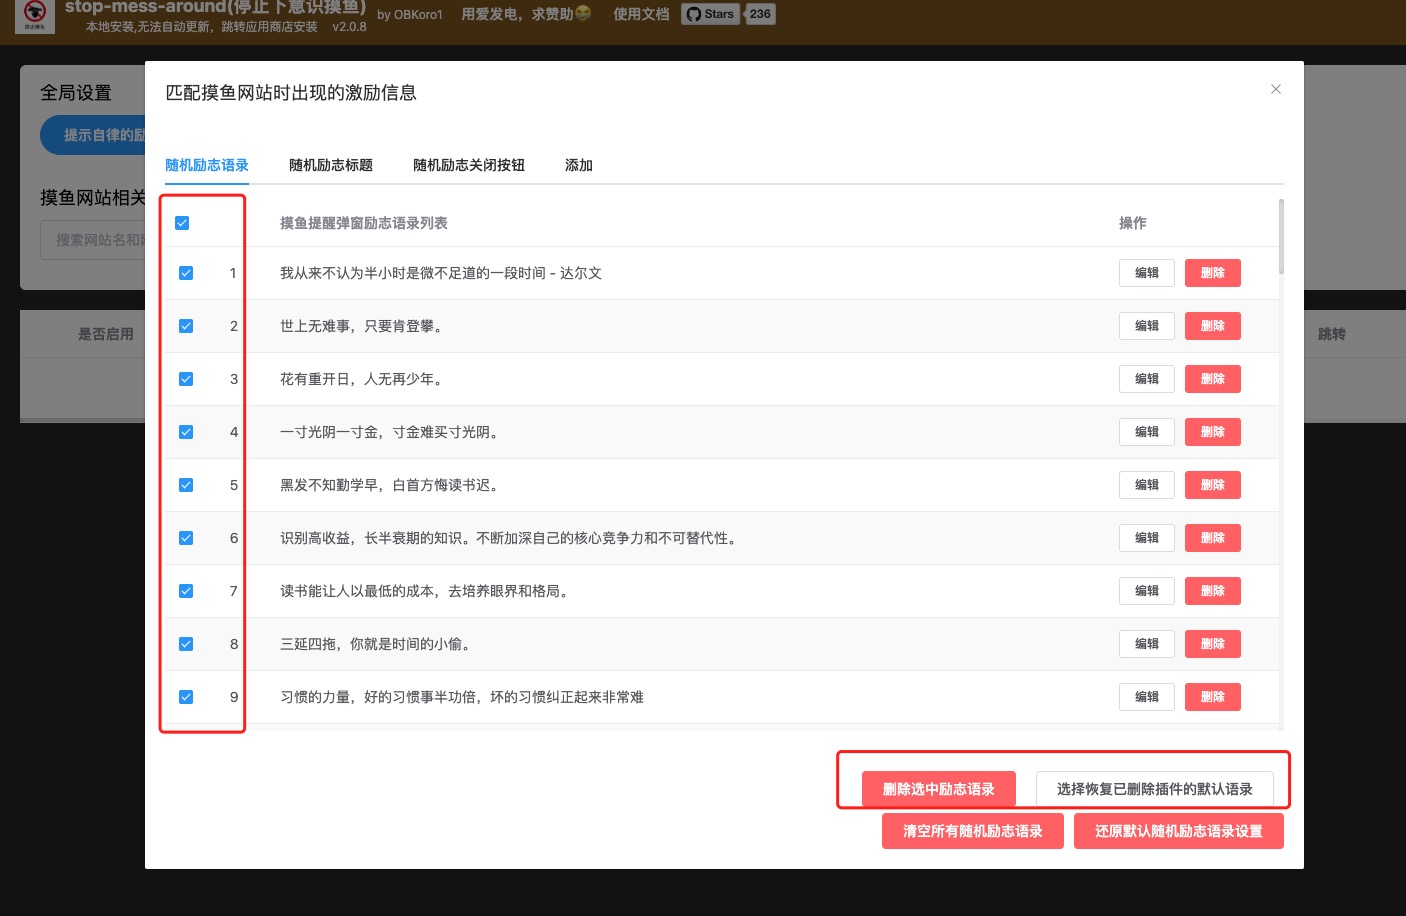 stop-mess-around(停止下意识摸鱼)
by OBKoro1
用爱发电，求赞助😭
使用文档
Stars
236
本地安装,无法自动更新，跳转应用商店安装
v2.0.8
全局设置
提示自律的励
摸鱼网站相关
搜索网站名和网
是否启用
跳转
匹配摸鱼网站时出现的激励信息
随机励志语录
随机励志标题
随机励志关闭按钮
添加
摸鱼提醒弹窗励志语录列表
操作
1 我从来不认为半小时是微不足道的一段时间 - 达尔文 编辑 删除
2 世上无难事，只要肯登攀。 编辑 删除
3 花有重开日，人无再少年。 编辑 删除
4 一寸光阴一寸金，寸金难买寸光阴。 编辑 删除
5 黑发不知勤学早，白首方悔读书迟。 编辑 删除
6 识别高收益，长半衰期的知识。不断加深自己的核心竞争力和不可替代性。 编辑 删除
7 读书能让人以最低的成本，去培养眼界和格局。 编辑 删除
8 三延四拖，你就是时间的小偷。 编辑 删除
9 习惯的力量，好的习惯事半功倍，坏的习惯纠正起来非常难 编辑 删除
删除选中励志语录
选择恢复已删除插件的默认语录
清空所有随机励志语录
还原默认随机励志语录设置